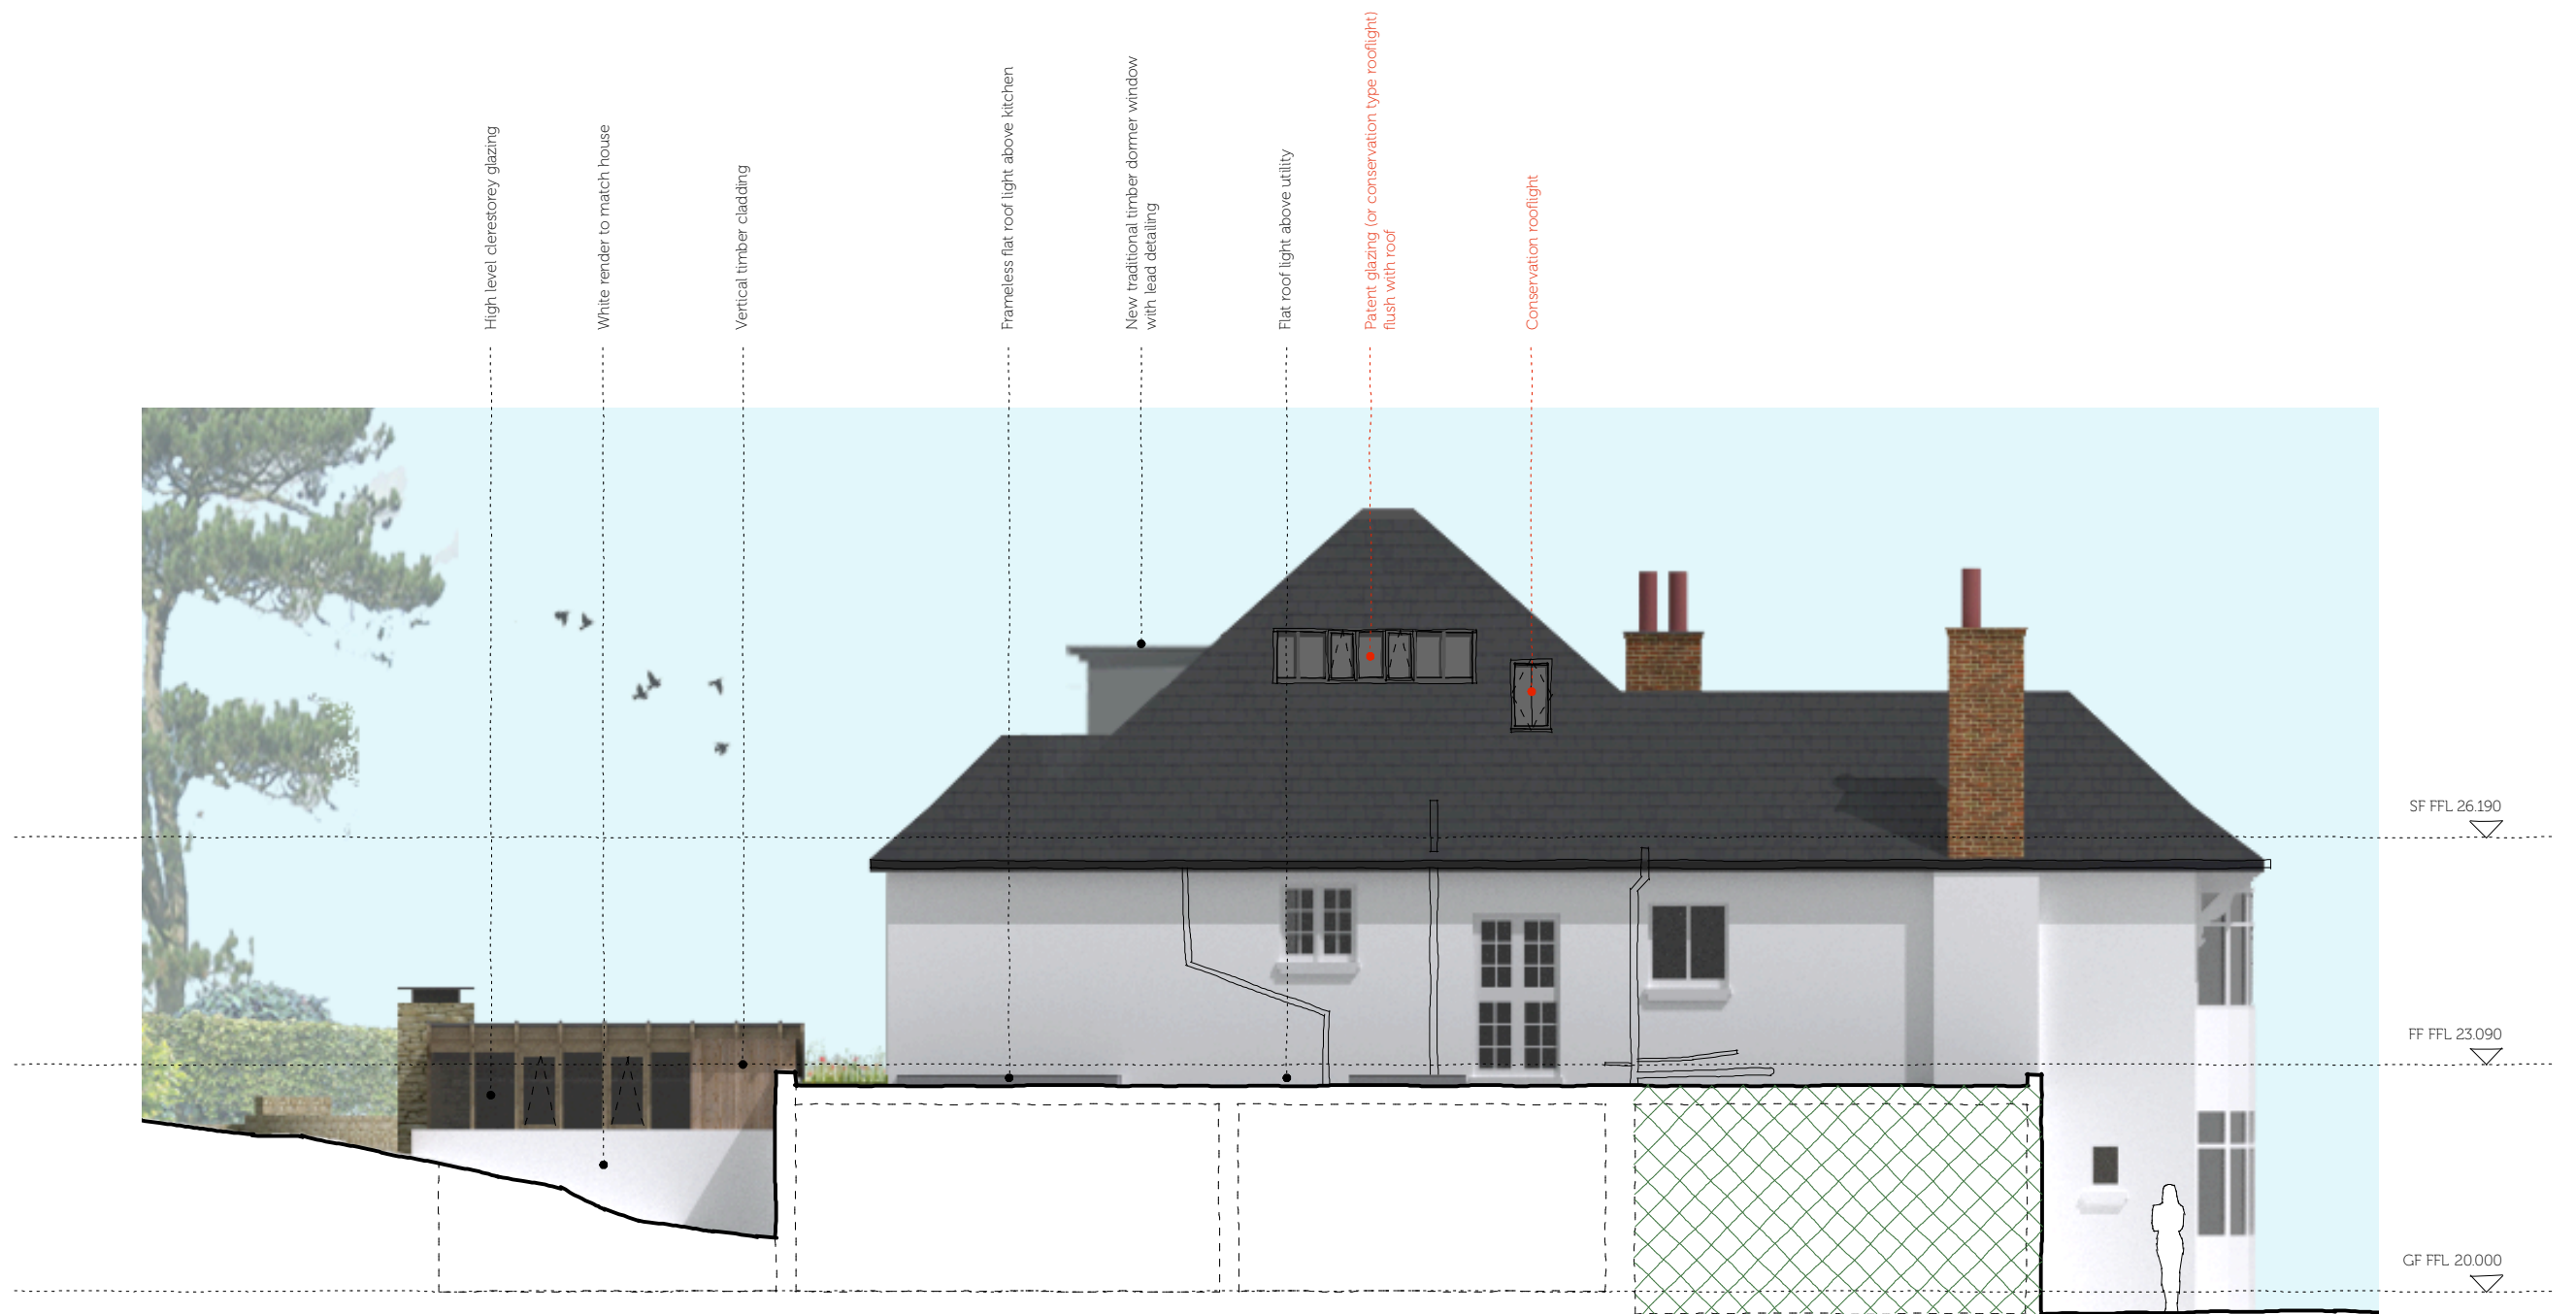 High level clerestorey glazing
White render to match house
Vertical timber cladding
Frameless flat roof light above kitchen
New traditional timber dormer window
with lead detailing
Flat roof light above utility
Patent glazing (or conservation type rooflight)
flush with roof
Conservation rooflight
SF FFL 26.190
FF FFL 23.090
GF FFL 20.000